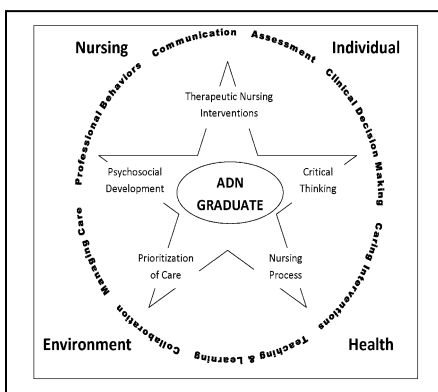 Nursing
Individual
Communication
Assessment
Clinical Decision Making
Caring Interventions
Teaching & Learning
Collaboration
Managing Care
Professional Behaviors
Therapeutic Nursing
Interventions
Psychosocial
Development
Critical
Thinking
ADN
GRADUATE
Prioritization
of Care
Nursing
Process
Environment
Health